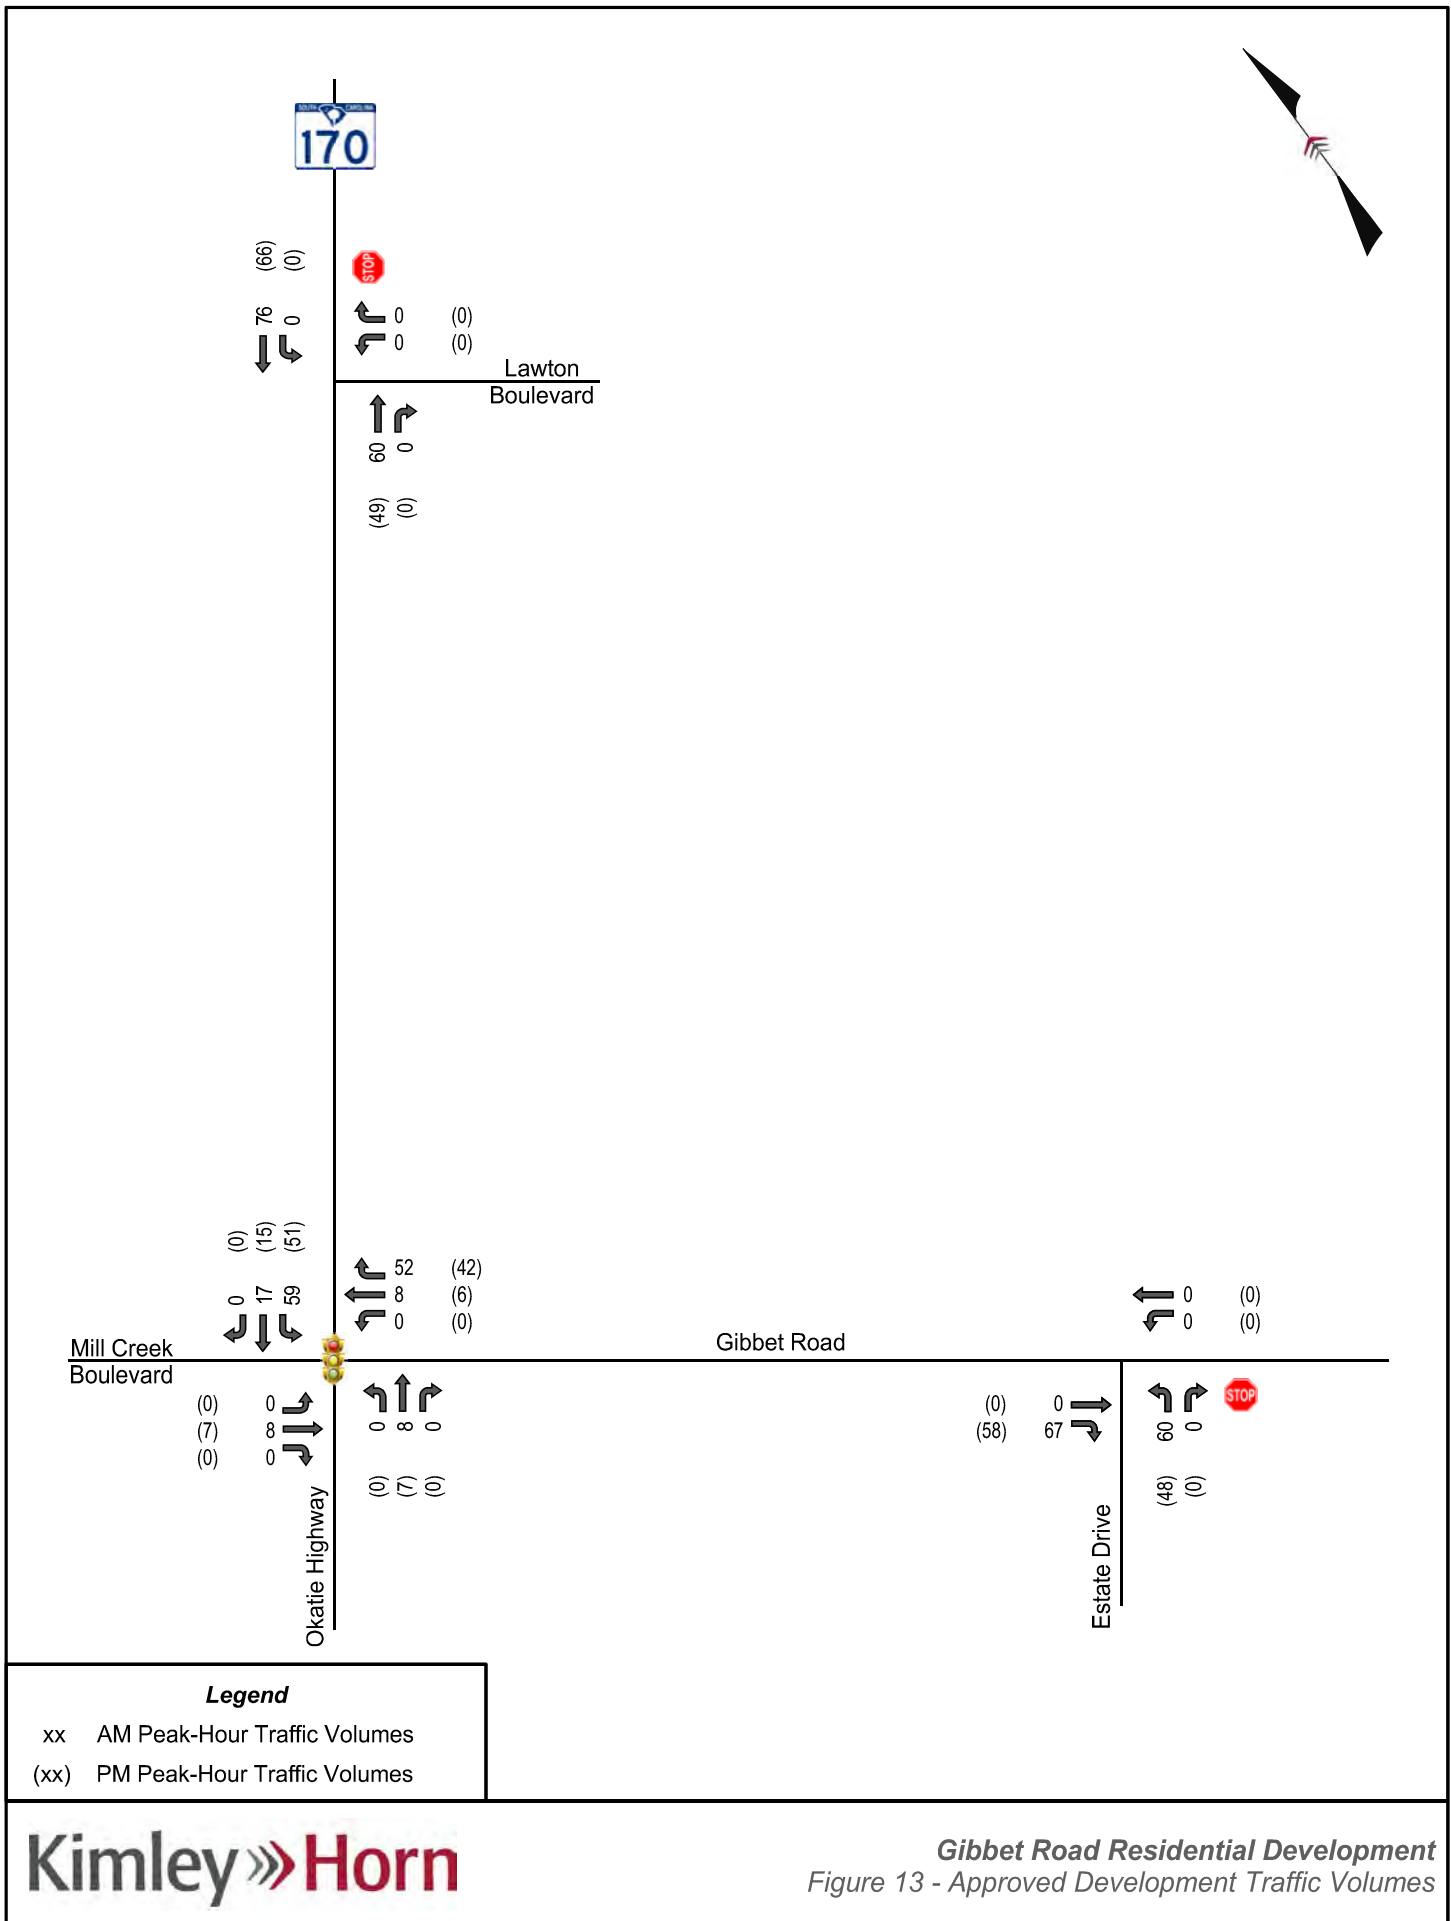 SOUTH CAROLINA
170
(66)
(0)
76
0
STOP
0 (0)
0 (0)
Lawton
Boulevard
60
0
(49)
(0)
(0)
(15)
(51)
0
17
59
52 (42)
8 (6)
0 (0)
Mill Creek
Boulevard
Gibbet Road
0 (0)
0 (0)
(0) 0
(7) 8
(0) 0
0
8
0
(0)
(7)
(0)
Okatie Highway
(0) 0
(58) 67
60
0
STOP
(48)
(0)
Estate Drive
Legend
xx AM Peak-Hour Traffic Volumes
(xx) PM Peak-Hour Traffic Volumes
Kimley Horn
Gibbet Road Residential Development
Figure 13 - Approved Development Traffic Volumes